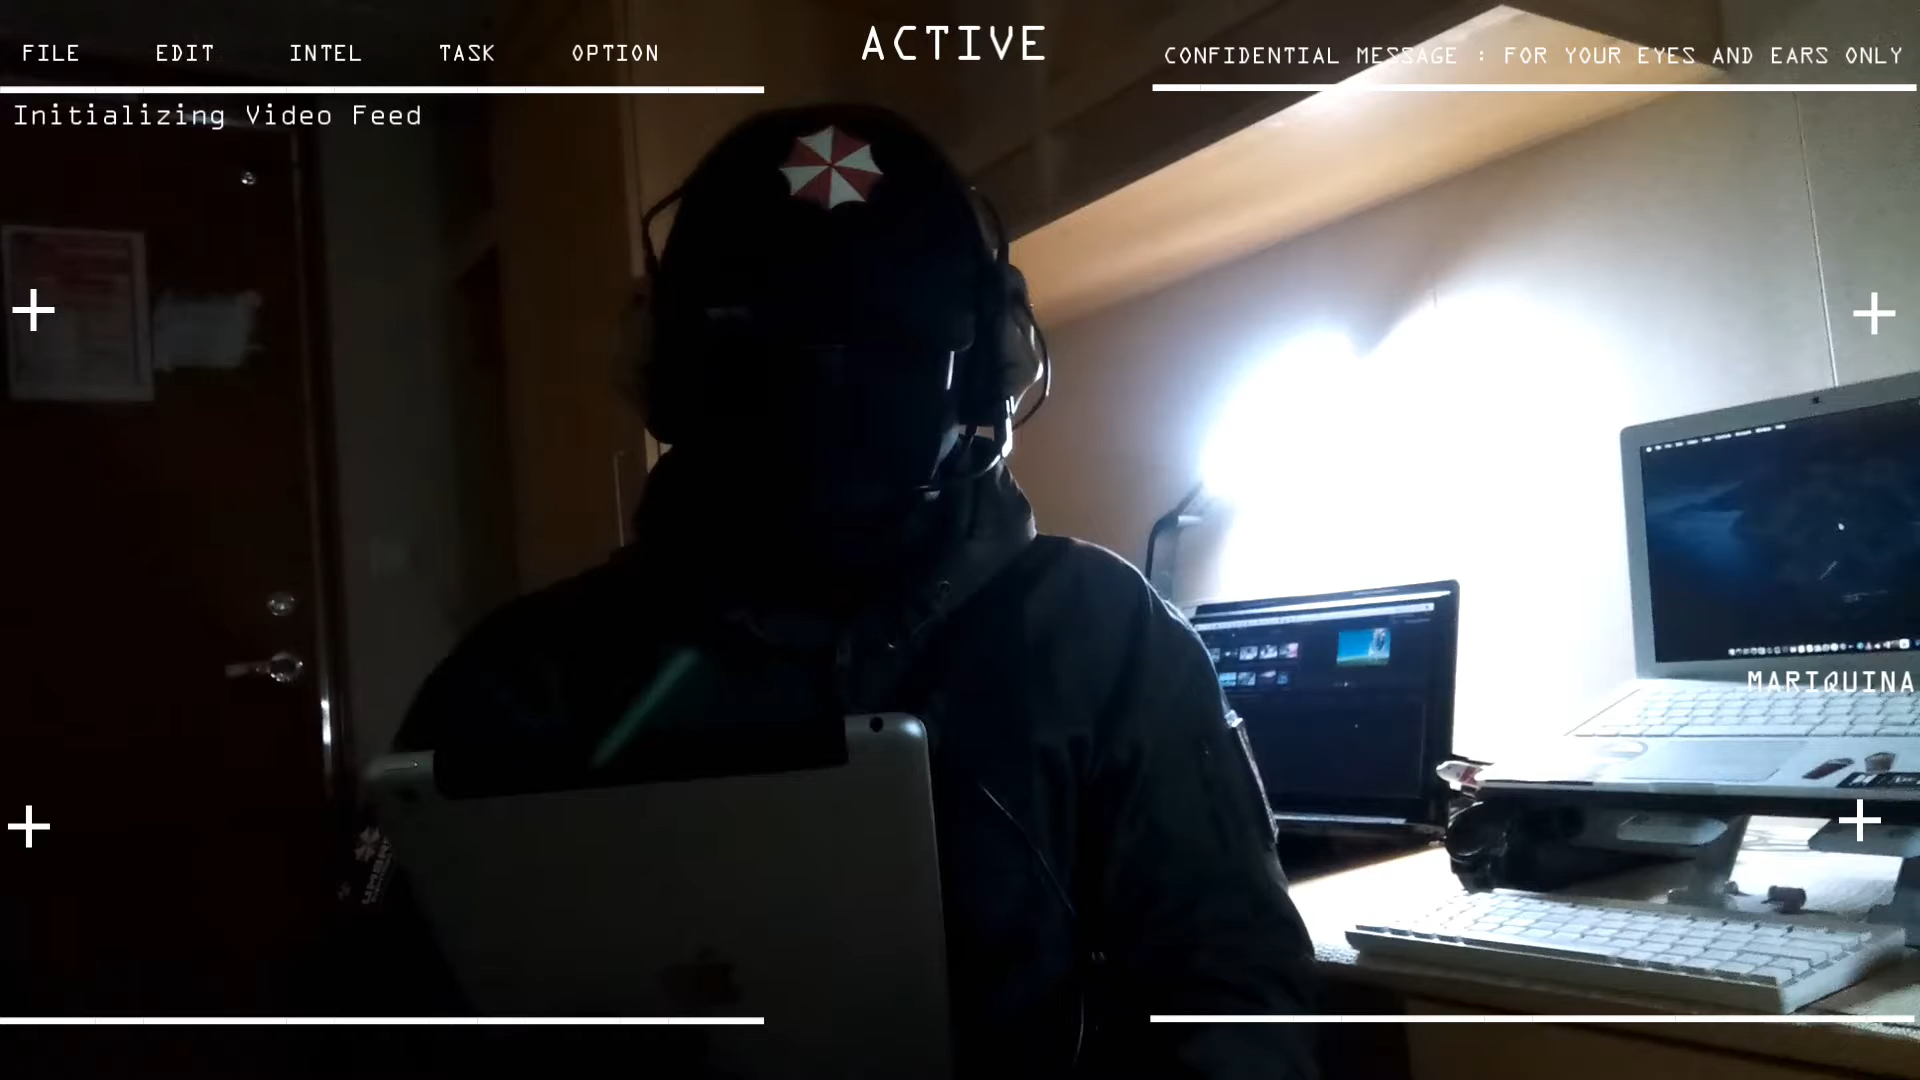 FILE EDIT INTEL TASK OPTION
ACTIVE
CONFIDENTIAL MESSAGE : FOR YOUR EYES AND EARS ONLY
Initializing Video Feed
MARIQUINA